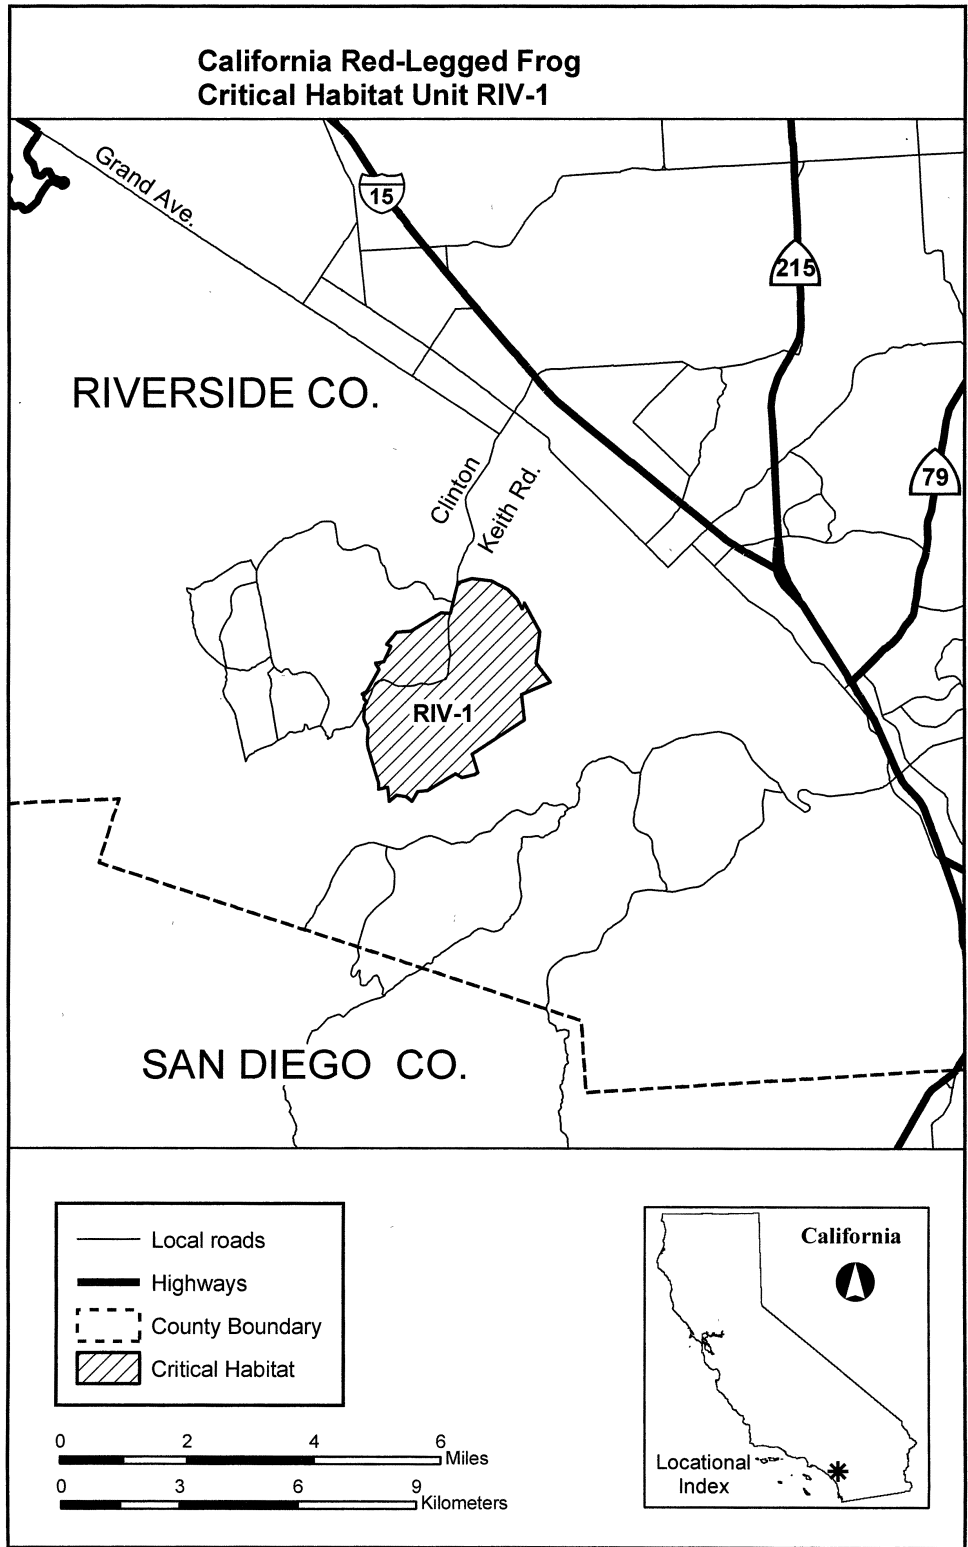 California Red-Legged Frog
Critical Habitat Unit RIV-1
Grand Ave.
15
215
RIVERSIDE CO.
79
Clinton
Keith Rd.
RIV-1
SAN DIEGO CO.
Local roads
Highways
County Boundary
Critical Habitat
0 2 4 6
Miles
0 3 6 9
Kilometers
California
Locational
Index